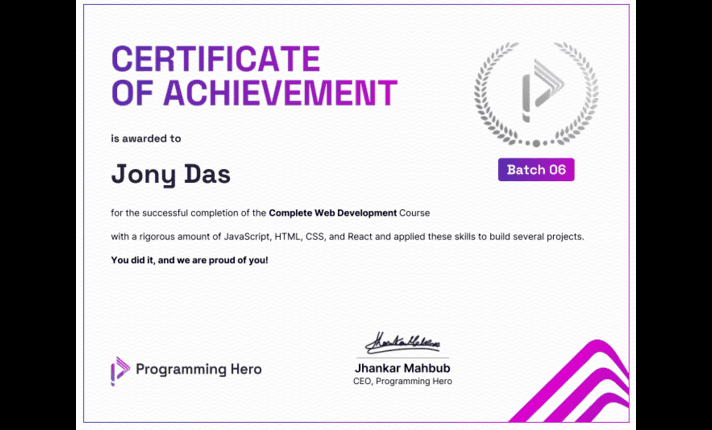 CERTIFICATE
OF ACHIEVEMENT
is awarded to
Jony Das
Batch 06
for the successful completion of the Complete Web Development Course
with a rigorous amount of JavaScript, HTML, CSS, and React and applied these skills to build several projects.
You did it, and we are proud of you!
Programming Hero
Jhankar Mahbub
CEO, Programming Hero